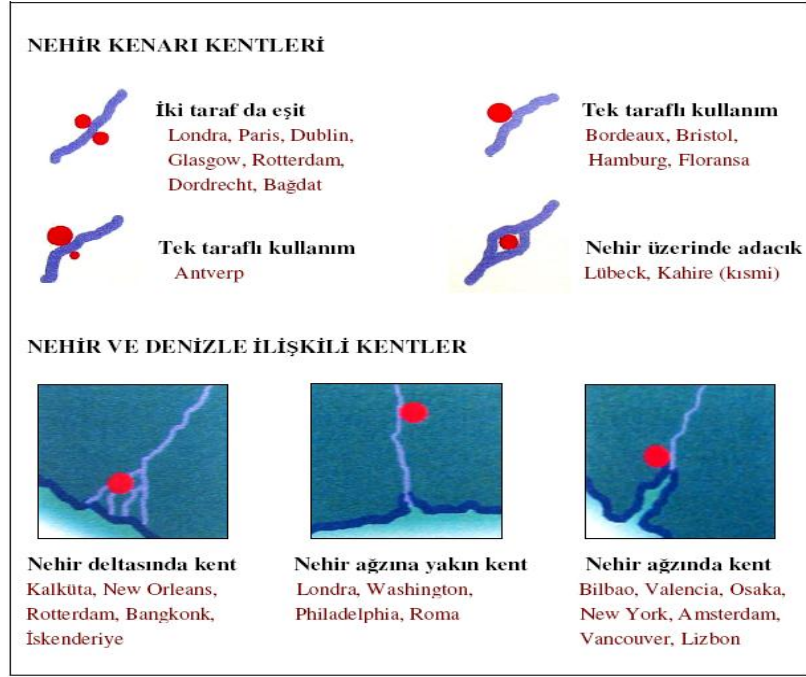 NEHİR KENARI KENTLERİ
İki taraf da eşit
Londra, Paris, Dublin,
Glasgow, Rotterdam,
Dordrecht, Bağdat
Tek taraflı kullanım
Bordeaux, Bristol,
Hamburg, Floransa
Tek taraflı kullanım
Antverp
Nehir üzerinde adacık
Lübeck, Kahire (kısmi)
NEHİR VE DENİZLE İLİŞKİLİ KENTLER
Nehir deltasında kent
Kalküta, New Orleans,
Rotterdam, Bangkonk,
İskenderiye
Nehir ağzına yakın kent
Londra, Washington,
Philadelphia, Roma
Nehir ağzında kent
Bilbao, Valencia, Osaka,
New York, Amsterdam,
Vancouver, Lizbon